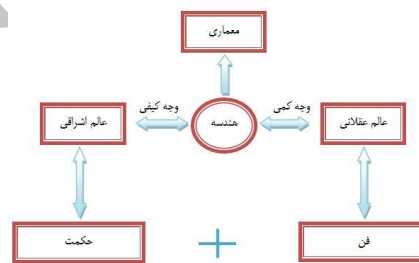 معماری
وجه کمی
وجه کیفی
عالم عقلانی
هندسه
عالم اشراقی
فن
+
حکمت